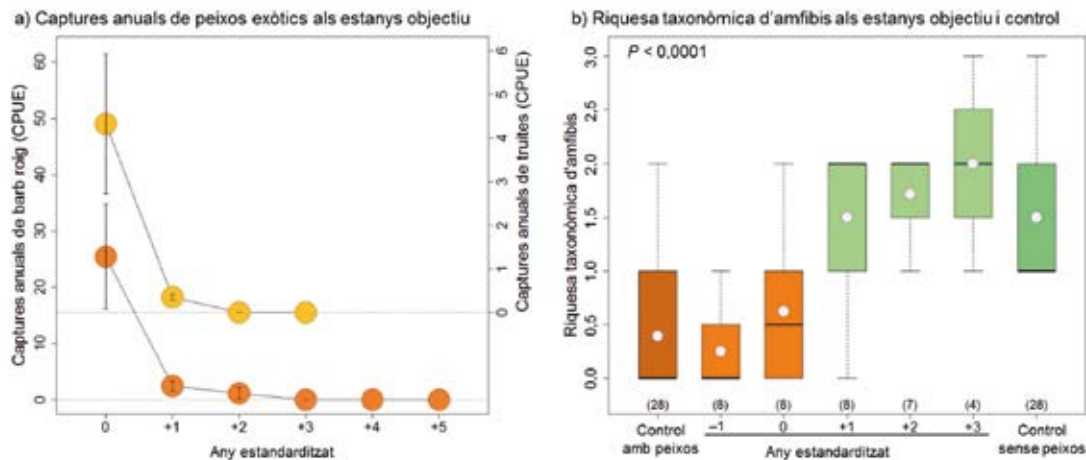 a) Captures anuals de peixos exòtics als estanys objectiu
Captures anuals de barb roig (CPUE)
60
50
40
30
20
10
0
6
5
4
3
2
1
0
Captures anuals de truites (CPUE)
0 +1 +2 +3 +4 +5
Any estandarditzat
b) Riquesa taxonòmica d'amfibis als estanys objectiu i control
P < 0,0001
Riquesa taxonòmica d'amfibis
3,0
2,5
2,0
1,5
1,0
0,5
0,0
(28) (8) (8) (8) (7) (4) (28)
Control amb peixos
−1 0 +1 +2 +3
Any estandarditzat
Control sense peixos